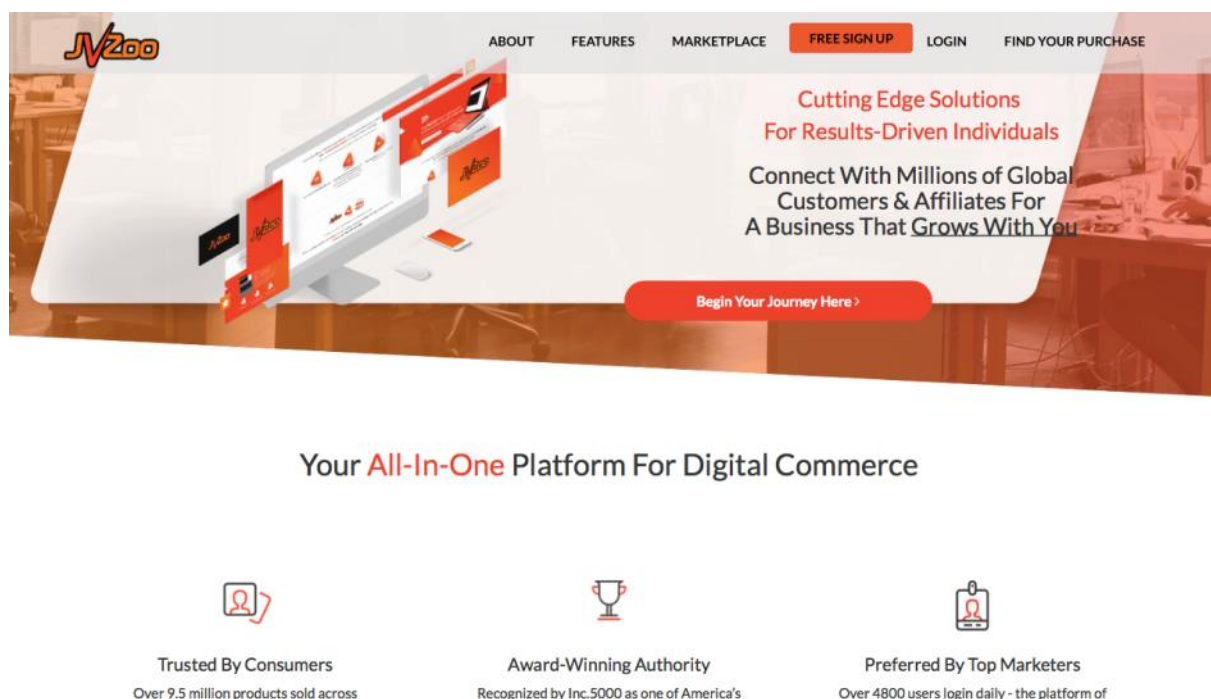 JVZoo
ABOUT FEATURES MARKETPLACE FREE SIGN UP LOGIN FIND YOUR PURCHASE
Cutting Edge Solutions
For Results-Driven Individuals
Connect With Millions of Global
Customers & Affiliates For
A Business That Grows With You
Begin Your Journey Here >
Your All-In-One Platform For Digital Commerce
Trusted By Consumers
Over 9.5 million products sold across
Award-Winning Authority
Recognized by Inc.5000 as one of America's
Preferred By Top Marketers
Over 4800 users login daily - the platform of